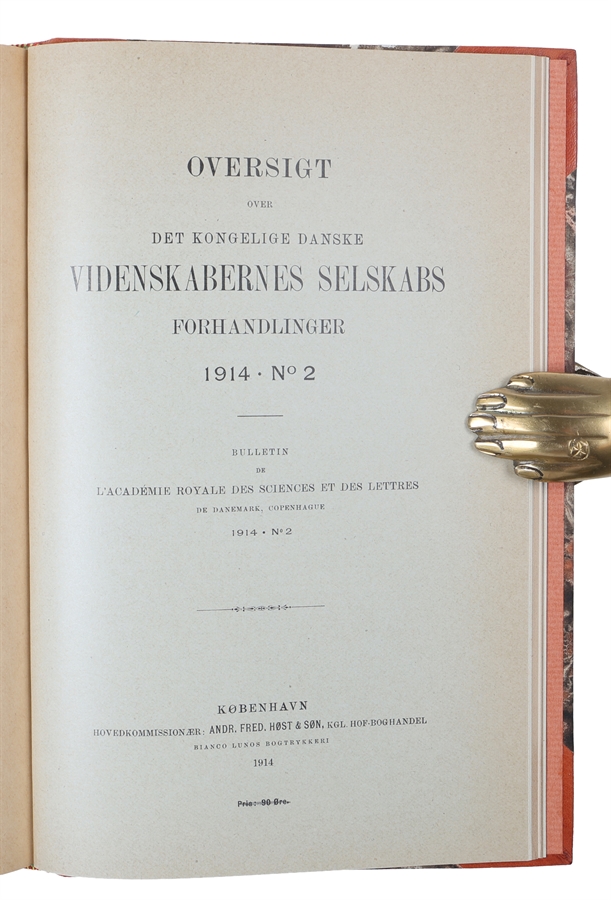 OVERSIGT
OVER
DET KONGELIGE DANSKE
VIDENSKABERNES SELSKABS
FORHANDLINGER
1914 · Nº 2
BULLETIN
DE
L'ACADÉMIE ROYALE DES SCIENCES ET DES LETTRES
DE DANEMARK, COPENHAGUE
1914 · Nº 2
KØBENHAVN
HOVEDKOMMISSIONÆR: ANDR. FRED. HØST & SØN, KGL. HOF-BOGHANDEL
BIANCO LUNOS BOGTRYKKERI
1914
Pris: 90 Øre.